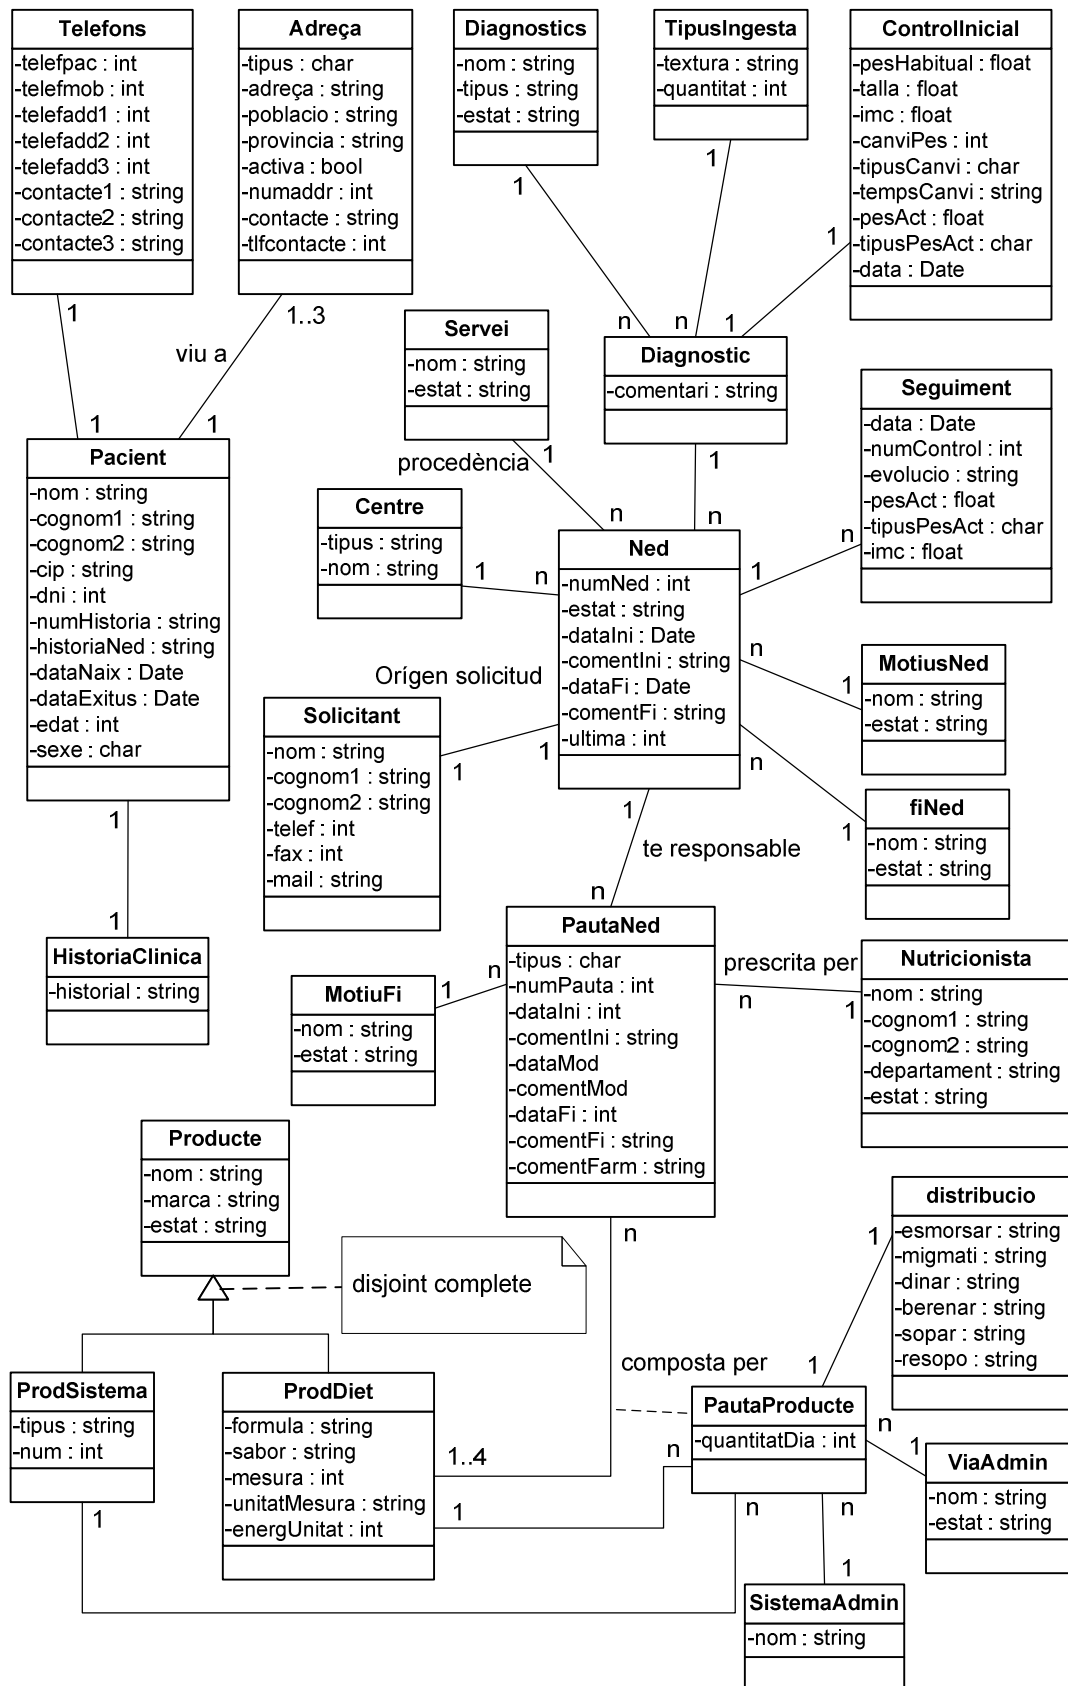 Telefons
-telefpac : int
-telefmob : int
-telefadd1 : int
-telefadd2 : int
-telefadd3 : int
-contacte1 : string
-contacte2 : string
-contacte3 : string
Adreça
-tipus : char
-adreça : string
-poblacio : string
-provincia : string
-activa : bool
-numaddr : int
-contacte : string
-tlfcontacte : int
Diagnostics
-nom : string
-tipus : string
-estat : string
TipusIngesta
-textura : string
-quantitat : int
ControlInicial
-pesHabitual : float
-talla : float
-imc : float
-canviPes : int
-tipusCanvi : char
-tempsCanvi : string
-pesAct : float
-tipusPesAct : char
-data : Date
1
1..3
1
1
1
viu a
1
1
n
n
1
Servei
-nom : string
-estat : string
Diagnostic
-comentari : string
Seguiment
-data : Date
-numControl : int
-evolucio : string
-pesAct : float
-tipusPesAct : char
-imc : float
Pacient
-nom : string
-cognom1 : string
-cognom2 : string
-cip : string
-dni : int
-numHistoria : string
-historiaNed : string
-dataNaix : Date
-dataExitus : Date
-edat : int
-sexe : char
procedència
1
1
n
n
n
Centre
-tipus : string
-nom : string
1
n
1
Ned
-numNed : int
-estat : string
-dataIni : Date
-comentIni : string
-dataFi : Date
-comentFi : string
-ultima : int
n
1
MotiusNed
-nom : string
-estat : string
Orígen solicitud
Solicitant
-nom : string
-cognom1 : string
-cognom2 : string
-telef : int
-fax : int
-mail : string
1
1
n
1
fiNed
-nom : string
-estat : string
1
te responsable
n
1
1
HistoriaClinica
-historial : string
PautaNed
-tipus : char
-numPauta : int
-dataIni : int
-comentIni : string
-dataMod
-comentMod
-dataFi : int
-comentFi : string
-comentFarm : string
prescrita per
n
1
Nutricionista
-nom : string
-cognom1 : string
-cognom2 : string
-departament : string
-estat : string
n
1
MotiuFi
-nom : string
-estat : string
Producte
-nom : string
-marca : string
-estat : string
n
distribucio
-esmorsar : string
-migmati : string
-dinar : string
-berenar : string
-sopar : string
-resopo : string
1
disjoint complete
composta per
1
ProdSistema
-tipus : string
-num : int
ProdDiet
-formula : string
-sabor : string
-mesura : int
-unitatMesura : string
-energUnitat : int
PautaProducte
-quantitatDia : int
1..4
n
n
1
ViaAdmin
-nom : string
-estat : string
1
1
n
n
1
SistemaAdmin
-nom : string